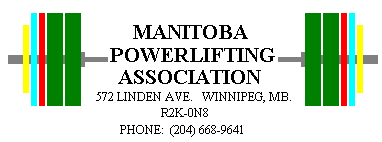 MANITOBA
POWERLIFTING
ASSOCIATION
572 LINDEN AVE. WINNIPEG, MB.
R2K-0N8
PHONE: (204) 668-9641